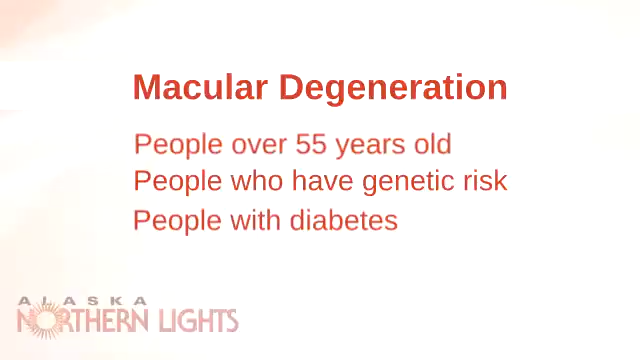 Macular Degeneration
People over 55 years old
People who have genetic risk
People with diabetes
ALASKA
NORTHERN LIGHTS